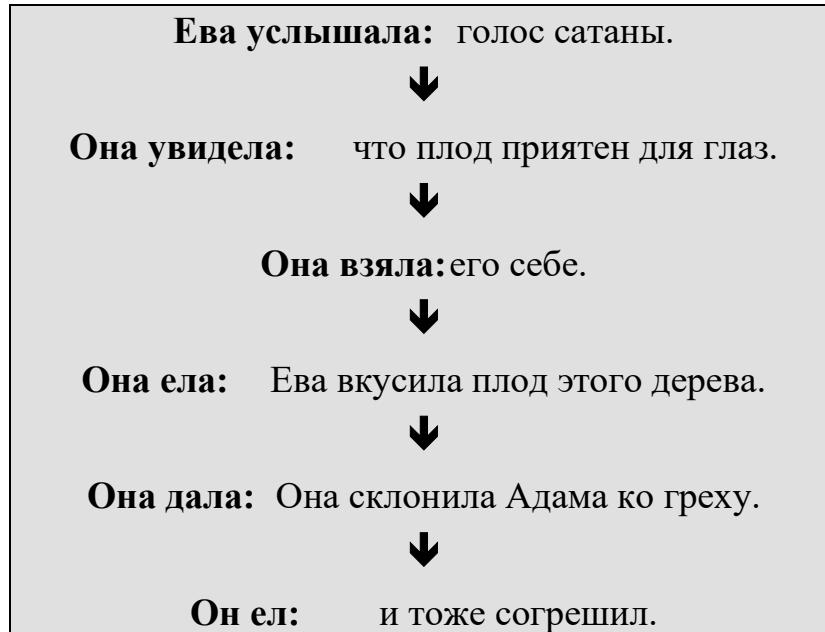 Ева услышала: голос сатаны.
Она увидела: что плод приятен для глаз.
Она взяла: его себе.
Она ела: Ева вкусила плод этого дерева.
Она дала: Она склонила Адама ко греху.
Он ел: и тоже согрешил.